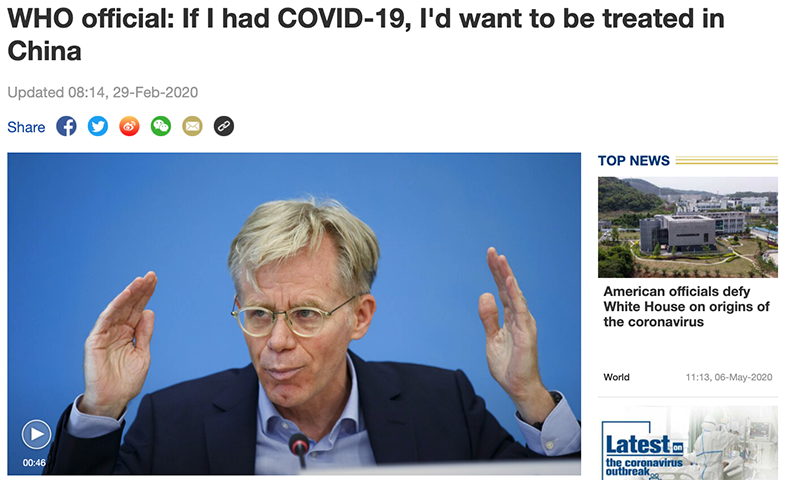 WHO official: If I had COVID-19, I'd want to be treated in
China
Updated 08:14, 29-Feb-2020
Share
00:46
TOP NEWS
American officials defy
White House on origins of
the coronavirus
World 11:13, 06-May-2020
Latest on
the coronavirus
outbreak